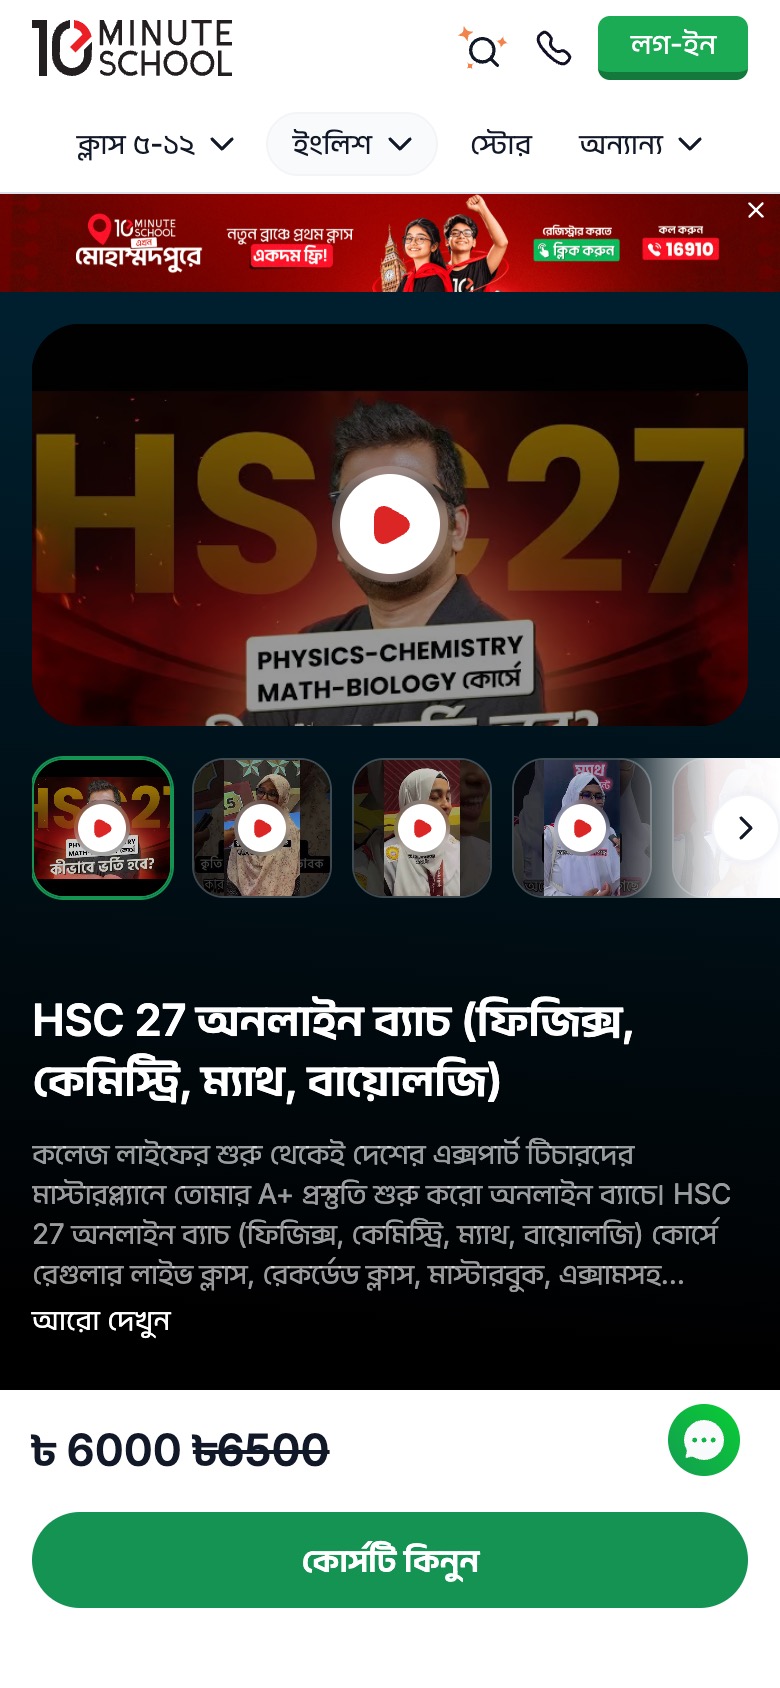 10 MINUTE SCHOOL
লগ-ইন
ক্লাস ৫-১২
ইংলিশ
স্টোর
অন্যান্য
10 MINUTE SCHOOL
এখন
মোহাম্মদপুরে
নতুন ব্রাঞ্চে প্রথম ক্লাস
একদম ফ্রি!
রেজিস্ট্রার করতে
ক্লিক করুন
কল করুন
16910
HSC27
PHYSICS-CHEMISTRY
MATH-BIOLOGY কোর্সে
কীভাবে ভর্তি হবে?
HSC 27 অনলাইন ব্যাচ (ফিজিক্স,
কেমিস্ট্রি, ম্যাথ, বায়োলজি)
কলেজ লাইফের শুরু থেকেই দেশের এক্সপার্ট টিচারদের
মাস্টারপ্ল্যানে তোমার A+ প্রস্তুতি শুরু করো অনলাইন ব্যাচে। HSC
27 অনলাইন ব্যাচ (ফিজিক্স, কেমিস্ট্রি, ম্যাথ, বায়োলজি) কোর্সে
রেগুলার লাইভ ক্লাস, রেকর্ডেড ক্লাস, মাস্টারবুক, এক্সামসহ...
আরো দেখুন
৳ 6000 ৳6500
কোর্সটি কিনুন